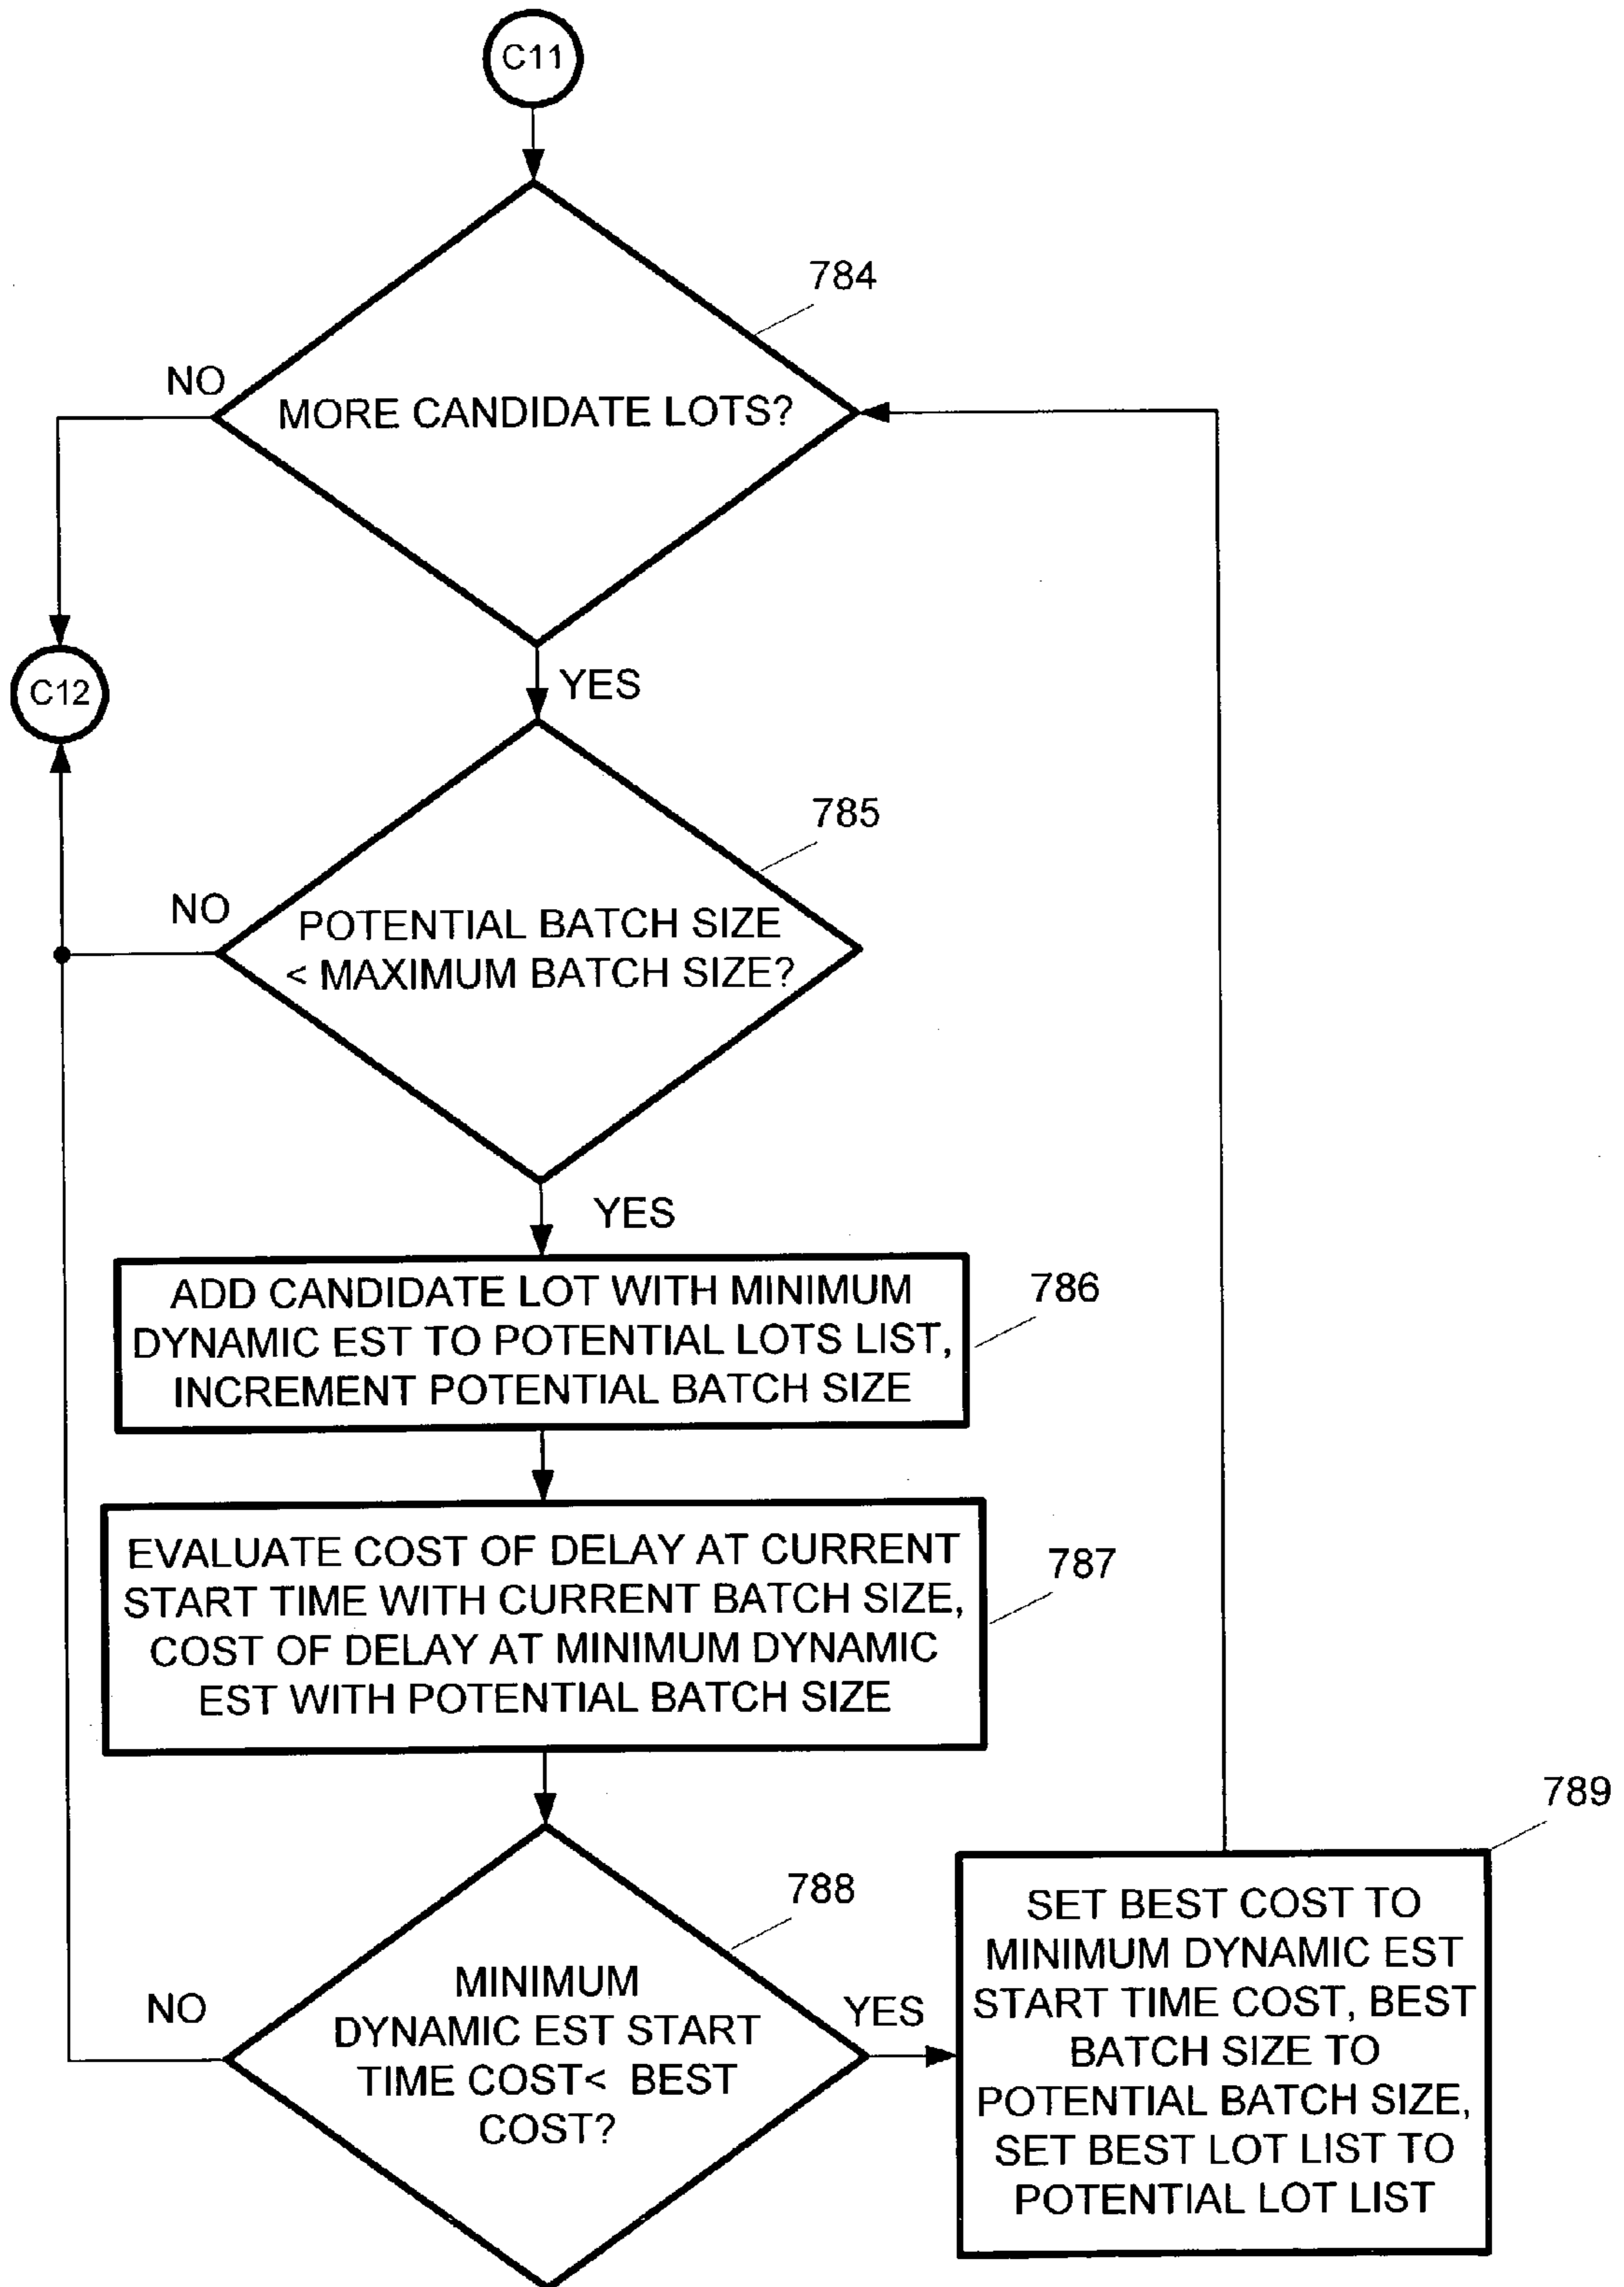 C11
784
NO
MORE CANDIDATE LOTS?
C12
YES
785
NO
POTENTIAL BATCH SIZE
< MAXIMUM BATCH SIZE?
YES
ADD CANDIDATE LOT WITH MINIMUM
DYNAMIC EST TO POTENTIAL LOTS LIST,
INCREMENT POTENTIAL BATCH SIZE
786
EVALUATE COST OF DELAY AT CURRENT
START TIME WITH CURRENT BATCH SIZE,
COST OF DELAY AT MINIMUM DYNAMIC
EST WITH POTENTIAL BATCH SIZE
787
788
NO
MINIMUM
DYNAMIC EST START
TIME COST< BEST
COST?
YES
789
SET BEST COST TO
MINIMUM DYNAMIC EST
START TIME COST, BEST
BATCH SIZE TO
POTENTIAL BATCH SIZE,
SET BEST LOT LIST TO
POTENTIAL LOT LIST